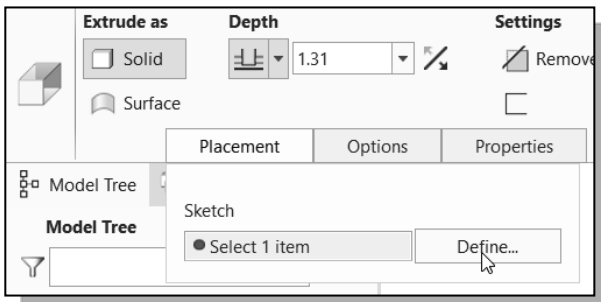 Extrude as Depth Settings
Solid 1.31 Remove
Surface
Placement Options Properties
Model Tree
Sketch
Model Tree
Select 1 item Define...